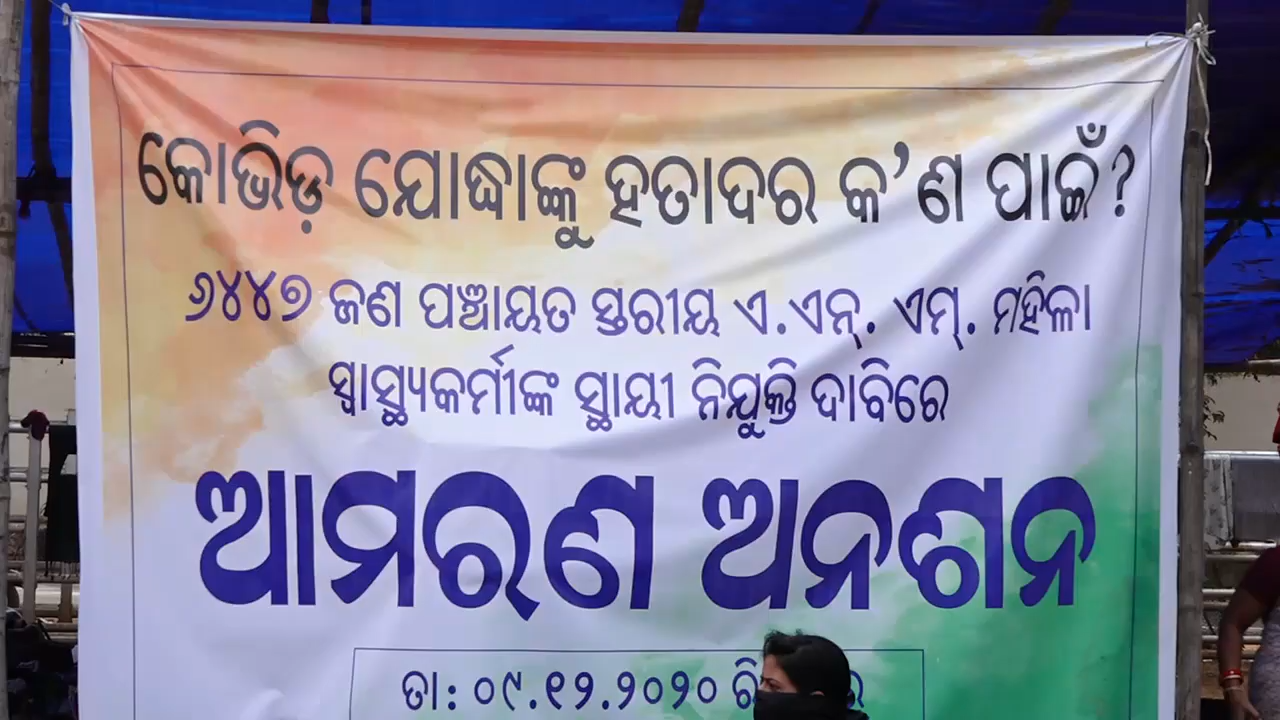 କୋଭିଡ଼ ଯୋଦ୍ଧାଙ୍କୁ ହତାଦର କ'ଣ ପାଇଁ?
୬୪୪୭ ଜଣ ପଞ୍ଚାୟତ ସ୍ତରୀୟ ଏ.ଏନ୍. ଏମ୍. ମହିଳା
ସ୍ୱାସ୍ଥ୍ୟକର୍ମୀଙ୍କ ସ୍ଥାୟୀ ନିଯୁକ୍ତି ଦାବିରେ
ଆମରଣ ଅନଶନ
ତା: ୦୯.୧୨.୨୦୨୦